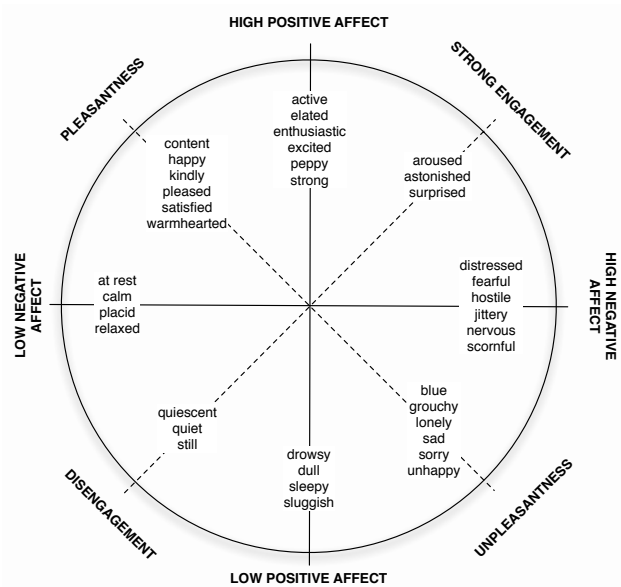 HIGH POSITIVE AFFECT
STRONG ENGAGEMENT
PLEASANTNESS
active
elated
enthusiastic
excited
peppy
strong
content
happy
kindly
pleased
satisfied
warmhearted
aroused
astonished
surprised
LOW NEGATIVE
AFFECT
at rest
calm
placid
relaxed
distressed
fearful
hostile
jittery
nervous
scornful
HIGH NEGATIVE
AFFECT
quiescent
quiet
still
drowsy
dull
sleepy
sluggish
blue
grouchy
lonely
sad
sorry
unhappy
DISENGAGEMENT
UNPLEASANTNESS
LOW POSITIVE AFFECT